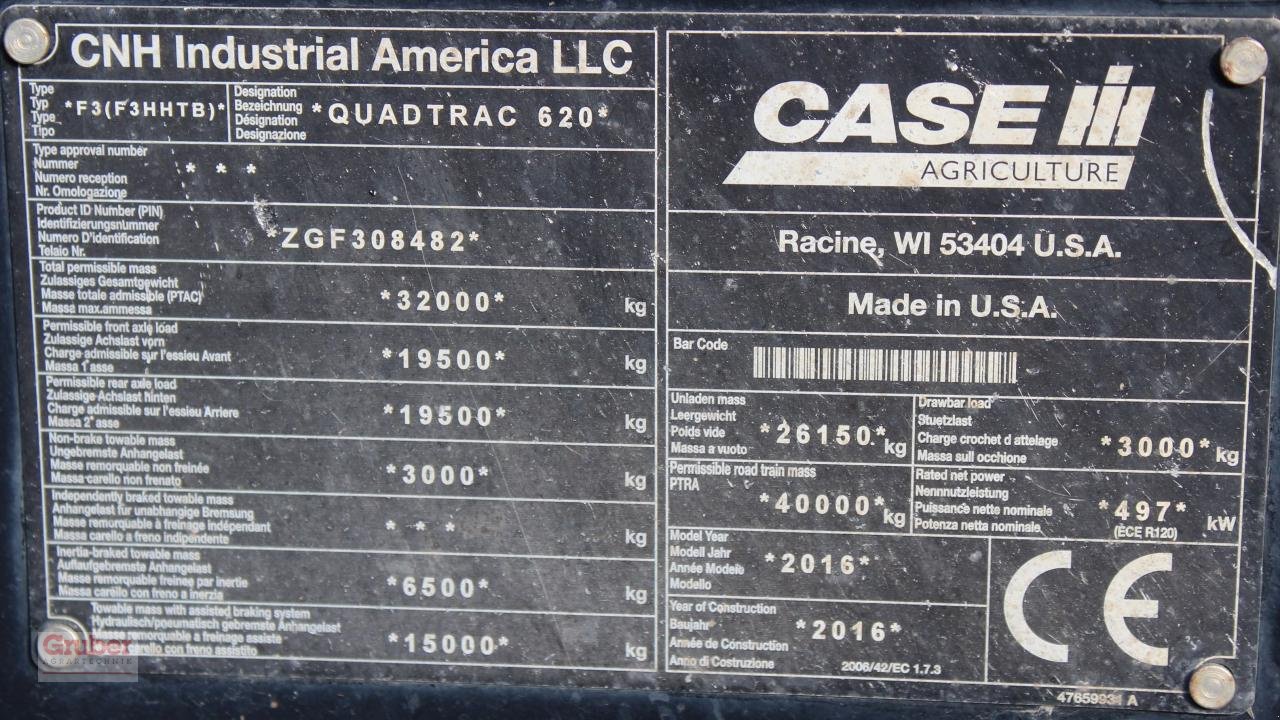 CNH Industrial America LLC
Type
Typ
Type
Tipo
*F3(F3HHTB)*
Designation
Bezeichnung
Désignation
Designazione
*QUADTRAC 620*
Type approval number
Nummer
Numero reception
Nr. Omologazione
* * *
Product ID Number (PIN)
Identifizierungsnummer
Numero D'identification
Telaio Nr.
*ZGF308482*
Total permissible mass
Zulassiges Gesamtgewicht
Masse totale admissible (PTAC)
Massa max.ammessa
*32000* kg
Permissible front axle load
Zulassige Achslast vorn
Charge admissible sur l'essieu Avant
Massa 1ª asse
*19500* kg
Permissible rear axle load
Zulassige Achslast hinten
Charge admissible sur l'essieu Arriere
Massa 2ª asse
*19500* kg
Non-brake towable mass
Ungebremste Anhangelast
Masse remorquable non freinée
Massa carello non frenato
*3000* kg
Independently braked towable mass
Anhangelast für unabhangige Bremsung
Masse remorquable à freinage indépendant
Massa carello a freno indipendente
* * * kg
Inertia-braked towable mass
Auflaufgebremste Anhangelast
Masse remorquable freinee par inertie
Massa carello con freno a inerzia
*6500* kg
Towable mass with assisted braking system
Hydraulisch/pneumatisch gebremste Anhangelast
Masse remorquable a freinage assiste
carello con freno assistito
*15000* kg
CASE IH
AGRICULTURE
Racine, WI 53404 U.S.A.
Made in U.S.A.
Bar Code
Unladen mass
Leergewicht
Poids vide
Massa a vuoto
*26150* kg
Drawbar load
Stuetzlast
Charge crochet d attelage
Massa sull occhione
*3000* kg
Permissible road train mass
PTRA
*40000* kg
Rated net power
Nennnutzleistung
Puissance nette nominale
Potenza netta nominale
*497* kW
(ECE R120)
Model Year
Modell Jahr
Année Modele
Modello
*2016*
Year of Construction
Baujahr
Année de Construction
Anno di Costruzione
*2016*
2006/42/EC 1.7.3
CE
47659931 A
Gruber
AGRARTECHNIK